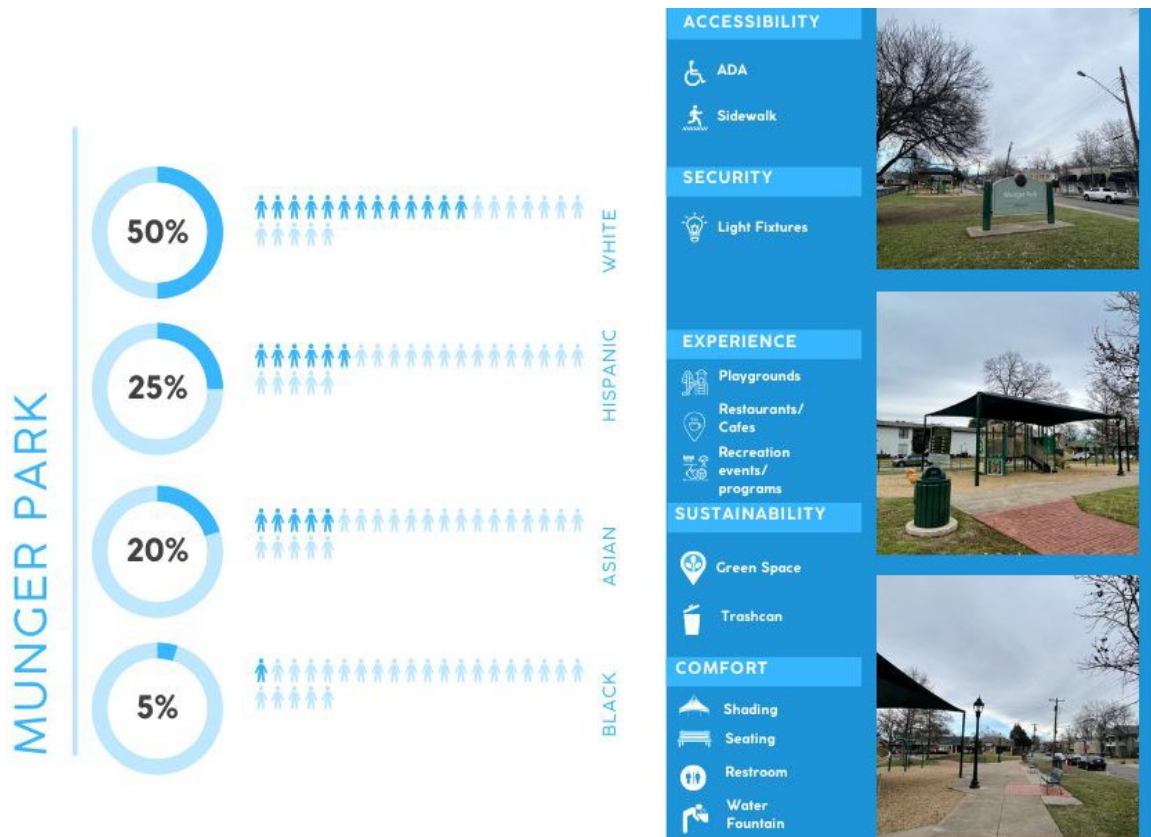 MUNGER PARK
50%
WHITE
25%
HISPANIC
20%
ASIAN
5%
BLACK
ACCESSIBILITY
ADA
Sidewalk
SECURITY
Light Fixtures
EXPERIENCE
Playgrounds
Restaurants/
Cafes
Recreation
events/
programs
SUSTAINABILITY
Green Space
Trashcan
COMFORT
Shading
Seating
Restroom
Water
Fountain